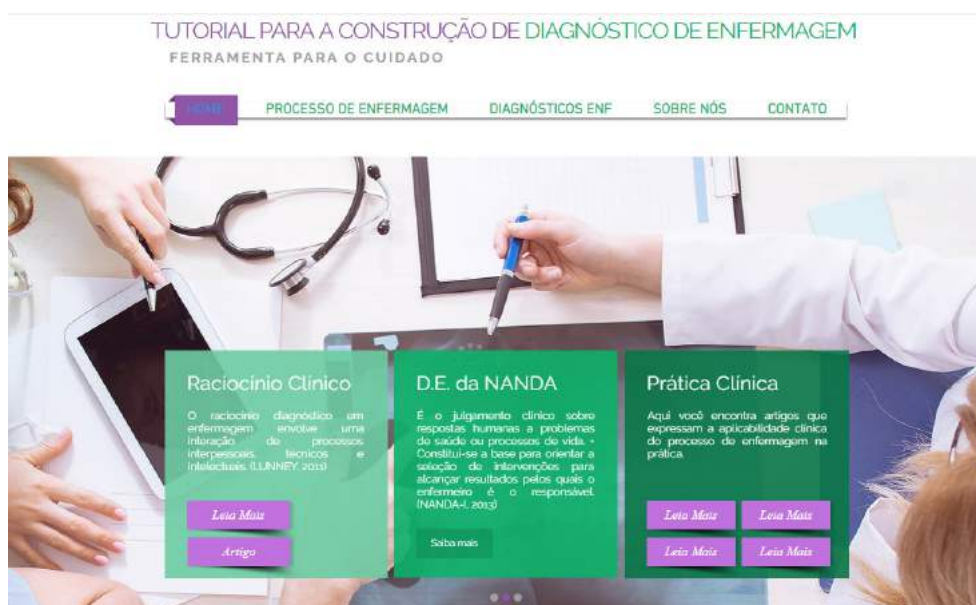 TUTORIAL PARA A CONSTRUÇÃO DE DIAGNÓSTICO DE ENFERMAGEM
FERRAMENTA PARA O CUIDADO
HOME PROCESSO DE ENFERMAGEM DIAGNÓSTICOS ENF SOBRE NÓS CONTATO
Raciocínio Clínico
O raciocínio diagnóstico em
enfermagem envolve uma
interação de processos
interpessoais, técnicos e
intelectuais. (LUNNEY, 2011)
Leia Mais
Artigo
D.E. da NANDA
É o julgamento clínico sobre
respostas humanas a problemas
de saúde ou processos de vida. •
Constitui-se a base para orientar a
seleção de intervenções para
alcançar resultados pelos quais o
enfermeiro é o responsável.
(NANDA-I, 2013)
Saiba mais
Prática Clínica
Aqui você encontra artigos que
expressam a aplicabilidade clínica
do processo de enfermagem na
prática.
Leia Mais Leia Mais
Leia Mais Leia Mais